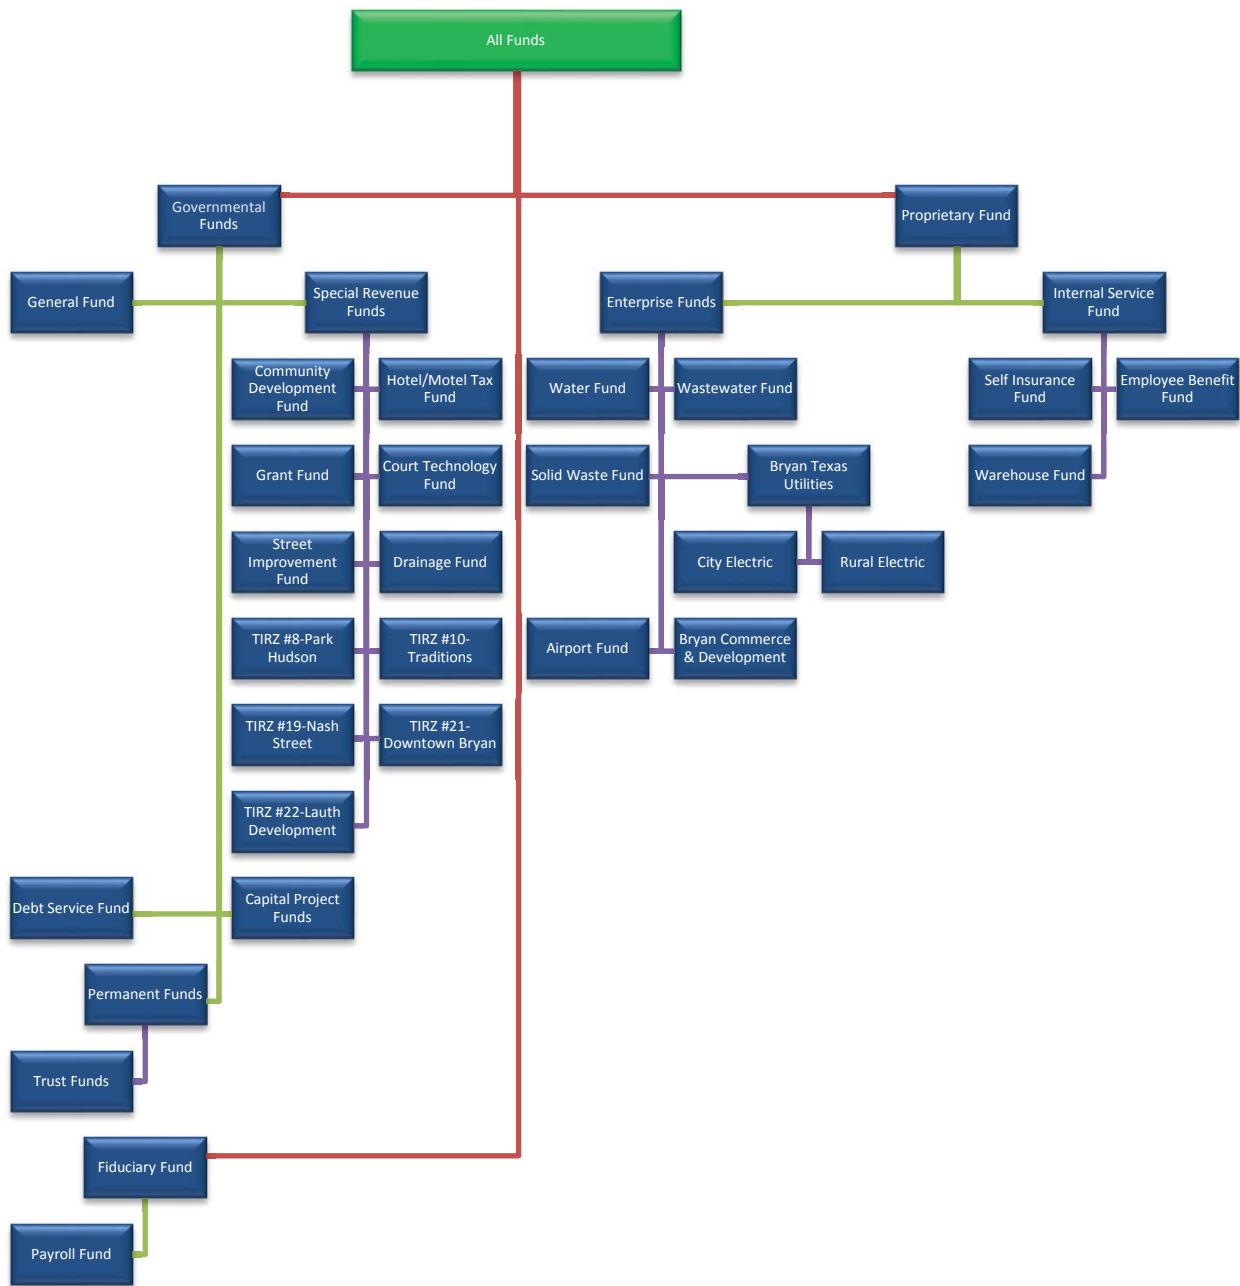 All Funds
Governmental
Funds
Proprietary Fund
General Fund
Special Revenue
Funds
Enterprise Funds
Internal Service
Fund
Community
Development
Fund
Hotel/Motel Tax
Fund
Water Fund
Wastewater Fund
Self Insurance
Fund
Employee Benefit
Fund
Grant Fund
Court Technology
Fund
Solid Waste Fund
Bryan Texas
Utilities
Warehouse Fund
Street
Improvement
Fund
Drainage Fund
City Electric
Rural Electric
TIRZ #8-Park
Hudson
TIRZ #10-
Traditions
Airport Fund
Bryan Commerce
& Development
TIRZ #19-Nash
Street
TIRZ #21-
Downtown Bryan
TIRZ #22-Lauth
Development
Debt Service Fund
Capital Project
Funds
Permanent Funds
Trust Funds
Fiduciary Fund
Payroll Fund